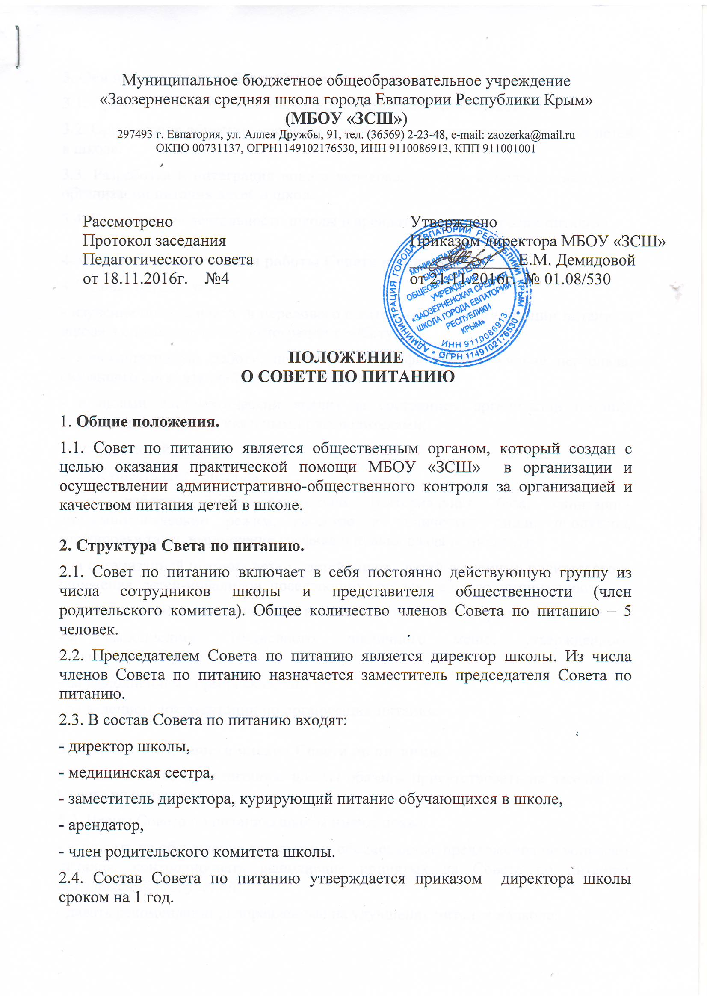 Муниципальное бюджетное общеобразовательное учреждение
«Заозерненская средняя школа города Евпатории Республики Крым»
(МБОУ «ЗСШ»)
297493 г. Евпатория, ул. Аллея Дружбы, 91, тел. (36569) 2-23-48, e-mail: zaozerka@mail.ru
ОКПО 00731137, ОГРН1149102176530, ИНН 9110086913, КПП 911001001
Рассмотрено
Протокол заседания
Педагогического совета
от 18.11.2016г. №4
Утверждено
Приказом директора МБОУ «ЗСШ»
Е.М. Демидовой
от 21.11.2016г. № 01.08/530
АДМИНИСТРАЦИЯ ГОРОДА ЕВПАТОРИИ РЕСПУБЛИКИ КРЫМ • ОГРН 1149102176530 •
МУНИЦИПАЛЬНОЕ
БЮДЖЕТНОЕ
ОБЩЕОБРАЗОВАТЕЛЬНОЕ
УЧРЕЖДЕНИЕ
«ЗАОЗЕРНЕНСКАЯ СРЕДНЯЯ
ШКОЛА ГОРОДА ЕВПАТОРИИ
РЕСПУБЛИКИ
КРЫМ»
ИНН 9110086913
ПОЛОЖЕНИЕ
О СОВЕТЕ ПО ПИТАНИЮ
1. Общие положения.
1.1. Совет по питанию является общественным органом, который создан с
целью оказания практической помощи МБОУ «ЗСШ» в организации и
осуществлении административно-общественного контроля за организацией и
качеством питания детей в школе.
2. Структура Света по питанию.
2.1. Совет по питанию включает в себя постоянно действующую группу из
числа сотрудников школы и представителя общественности (член
родительского комитета). Общее количество членов Совета по питанию – 5
человек.
2.2. Председателем Совета по питанию является директор школы. Из числа
членов Совета по питанию назначается заместитель председателя Совета по
питанию.
2.3. В состав Совета по питанию входят:
- директор школы,
- медицинская сестра,
- заместитель директора, курирующий питание обучающихся в школе,
- арендатор,
- член родительского комитета школы.
2.4. Состав Совета по питанию утверждается приказом директора школы
сроком на 1 год.